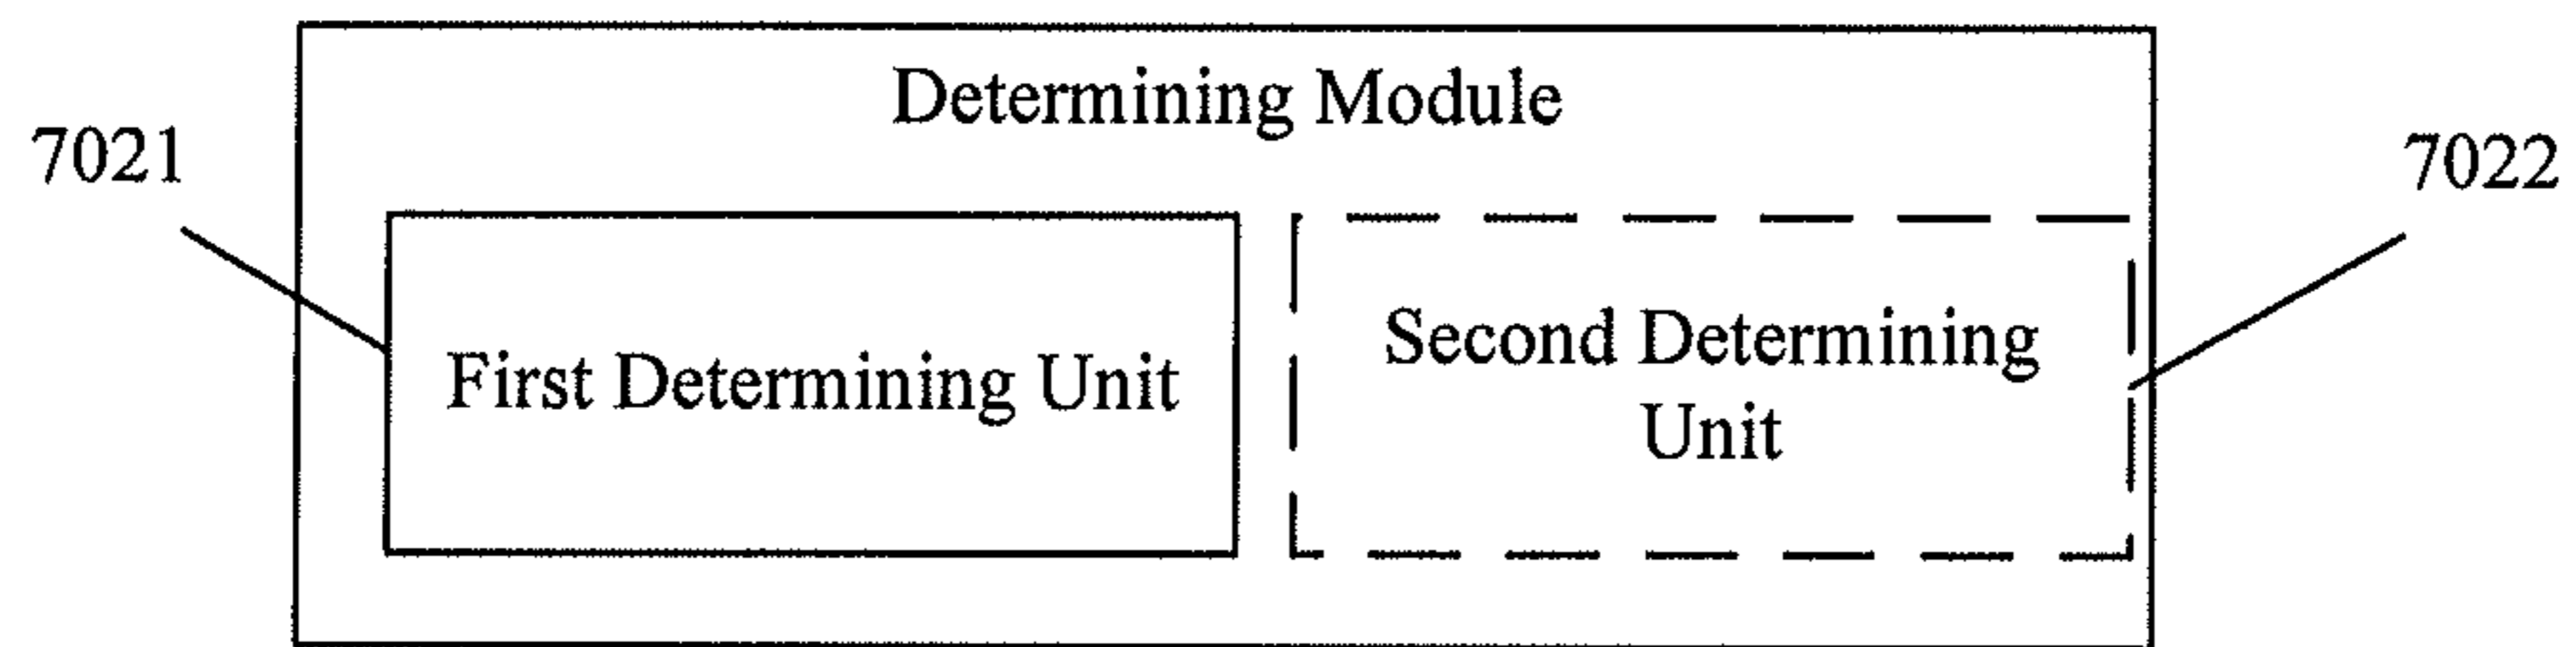 Determining Module
7021
7022
First Determining Unit
Second Determining
Unit